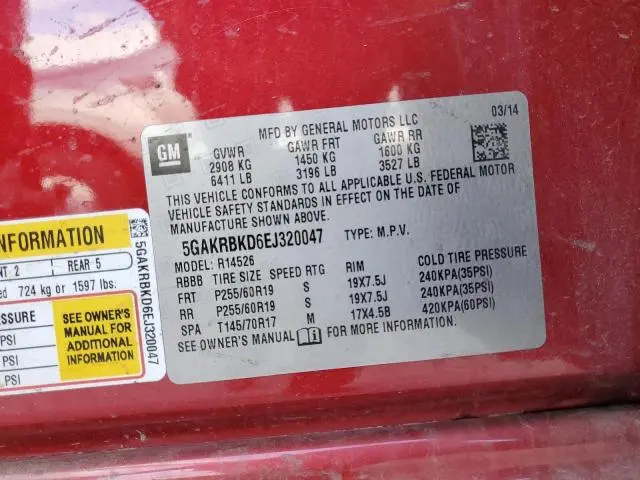 MFD BY GENERAL MOTORS LLC 03/14
GM
GVWR GAWR FRT GAWR RR
2908 KG 1450 KG 1600 KG
6411 LB 3196 LB 3527 LB
THIS VEHICLE CONFORMS TO ALL APPLICABLE U.S. FEDERAL MOTOR
VEHICLE SAFETY STANDARDS IN EFFECT ON THE DATE OF
MANUFACTURE SHOWN ABOVE.
5GAKRBKD6EJ320047 TYPE: M.P.V.
MODEL: R14526
RBBB TIRE SIZE SPEED RTG RIM COLD TIRE PRESSURE
FRT P255/60R19 S 19X7.5J 240KPA(35PSI)
RR P255/60R19 S 19X7.5J 240KPA(35PSI)
SPA T145/70R17 M 17X4.5B 420KPA(60PSI)
SEE OWNER'S MANUAL FOR MORE INFORMATION.
INFORMATION
2 REAR 5
724 kg or 1597 lbs.
5GAKRBKD6EJ320047
SEE OWNER'S
MANUAL FOR
ADDITIONAL
INFORMATION
PSI
PSI